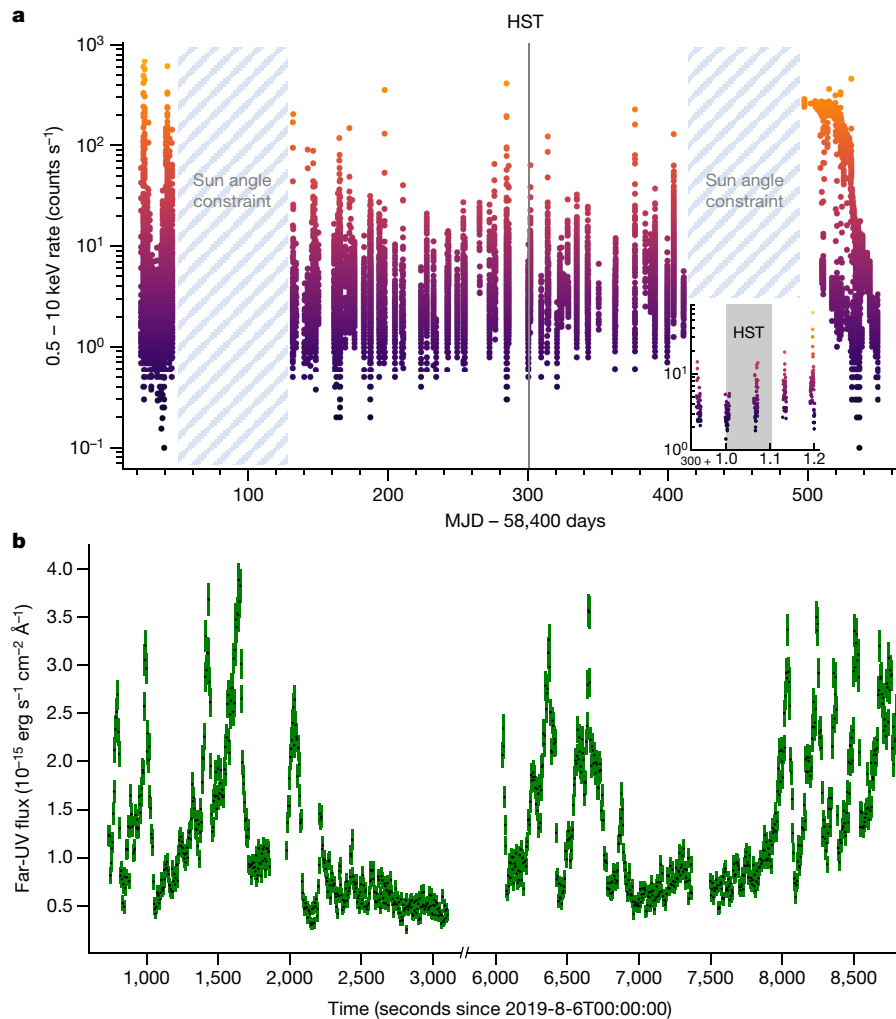 a
HST
10³
10²
10¹
10⁰
10⁻¹
0.5 – 10 keV rate (counts s⁻¹)
Sun angle
constraint
Sun angle
constraint
HST
10¹
10⁰
300 + 1.0 1.1 1.2
100 200 300 400 500
MJD – 58,400 days
b
4.0
3.5
3.0
2.5
2.0
1.5
1.0
0.5
Far-UV flux (10⁻¹⁵ erg s⁻¹ cm⁻² Å⁻¹)
1,000 1,500 2,000 2,500 3,000 6,000 6,500 7,000 7,500 8,000 8,500
Time (seconds since 2019-8-6T00:00:00)